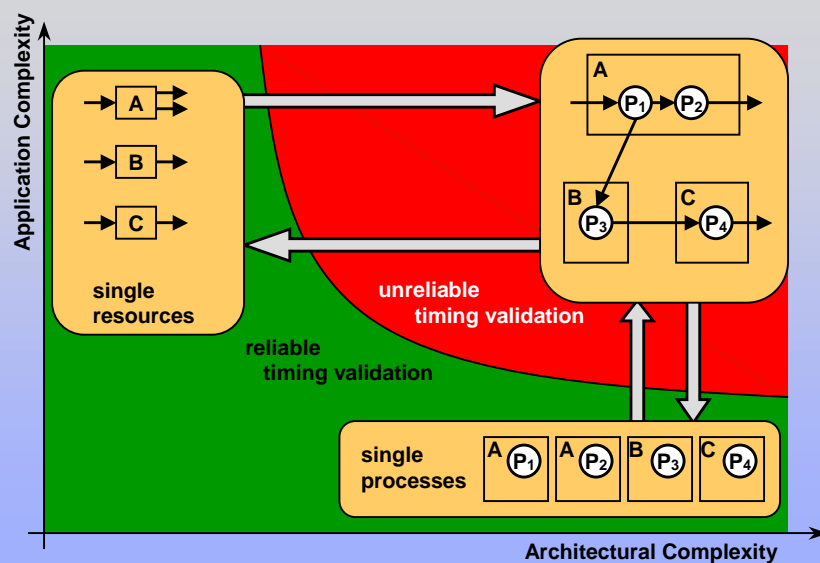 Application Complexity
A
B
C
single
resources
A
P₁
P₂
B
P₃
C
P₄
unreliable
timing validation
reliable
timing validation
single
processes
A
P₁
A
P₂
B
P₃
C
P₄
Architectural Complexity